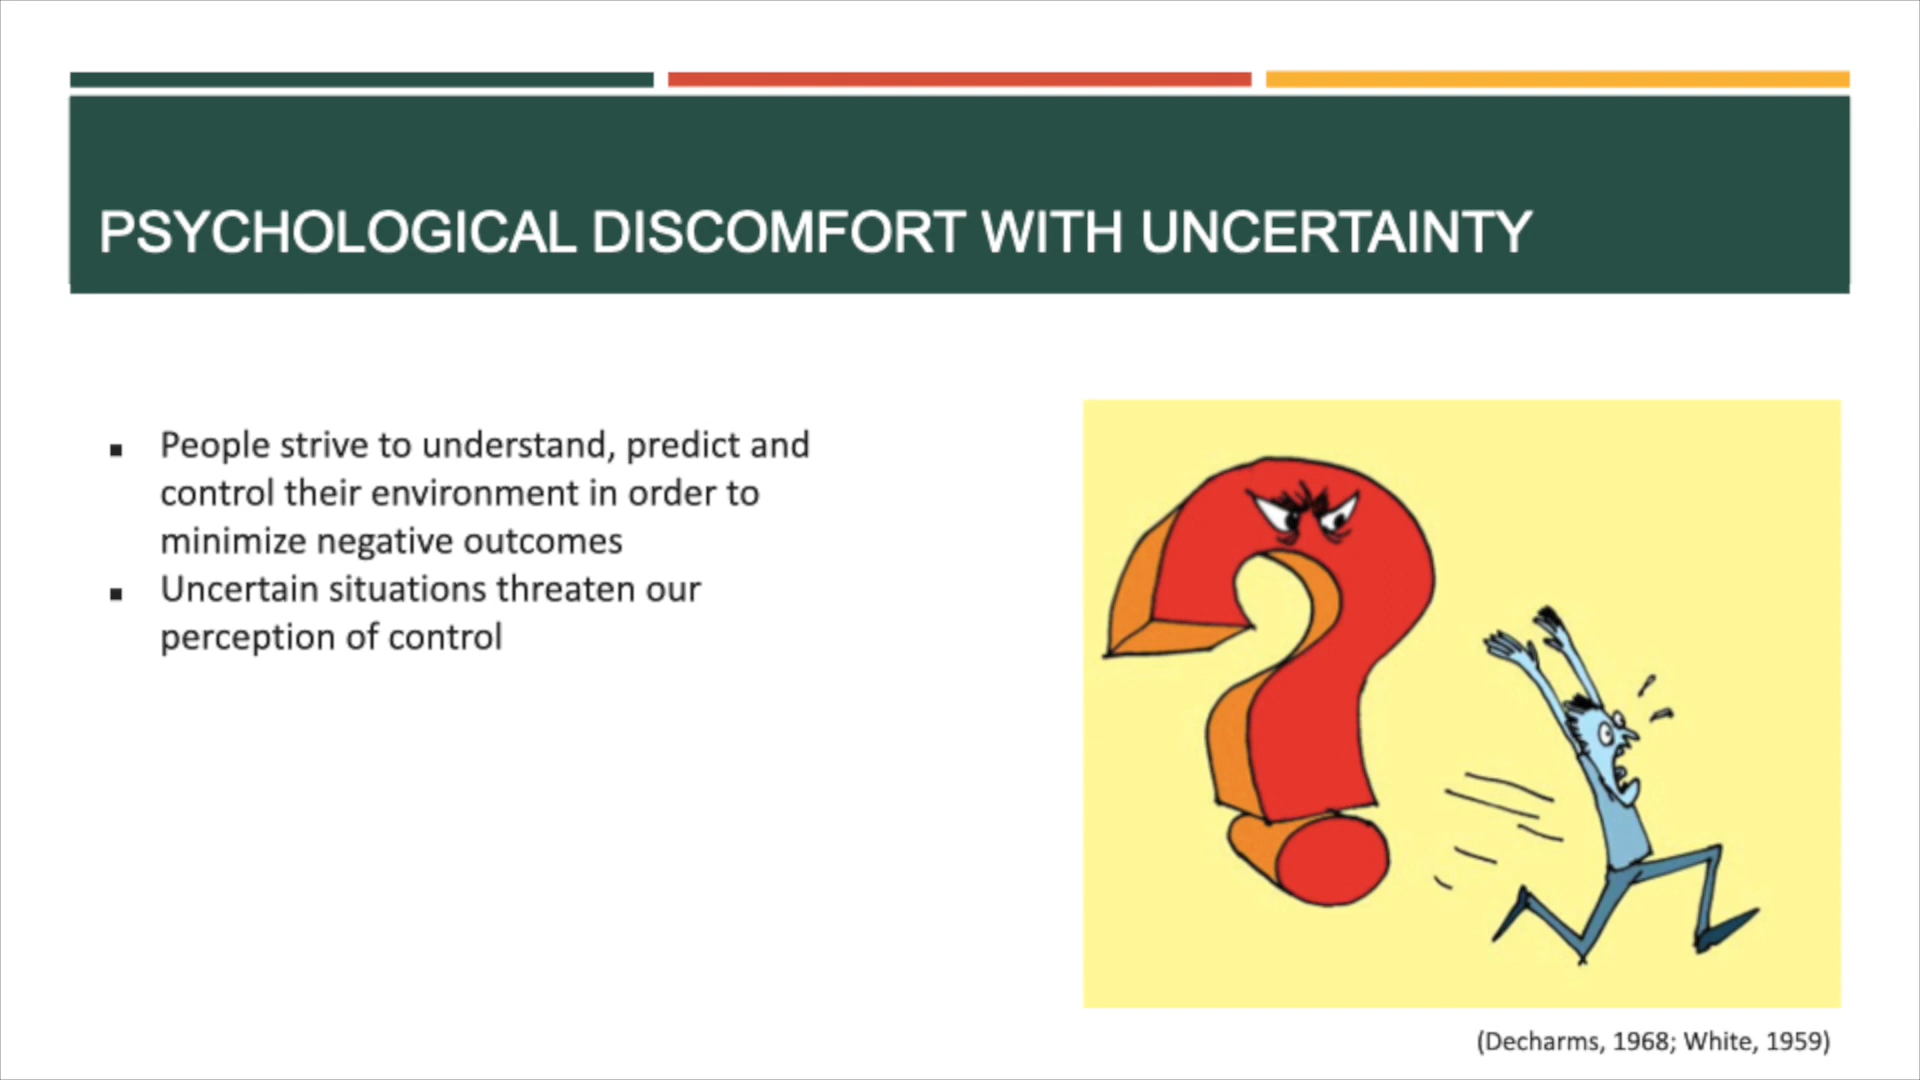 PSYCHOLOGICAL DISCOMFORT WITH UNCERTAINTY
▪ People strive to understand, predict and
control their environment in order to
minimize negative outcomes
▪ Uncertain situations threaten our
perception of control
(Decharms, 1968; White, 1959)